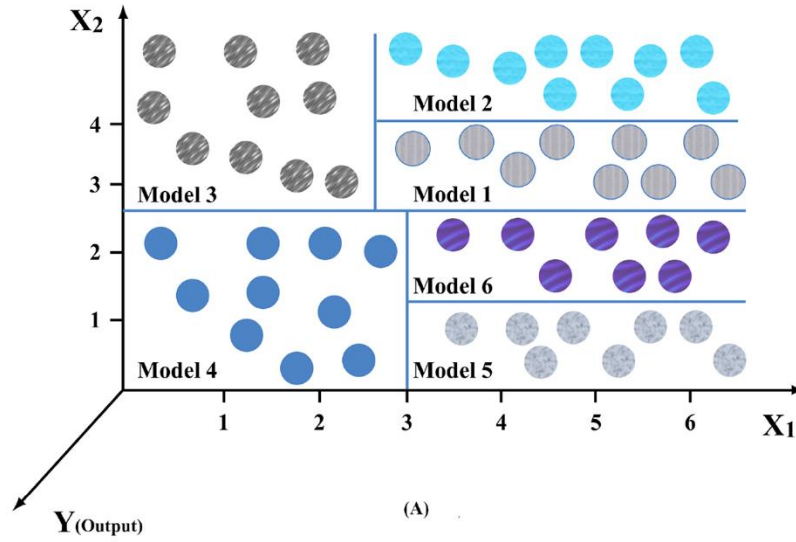 X2
Model 2
4
3
Model 3
Model 1
2
Model 6
1
Model 4
Model 5
1 2 3 4 5 6
X1
Y(Output)
(A)